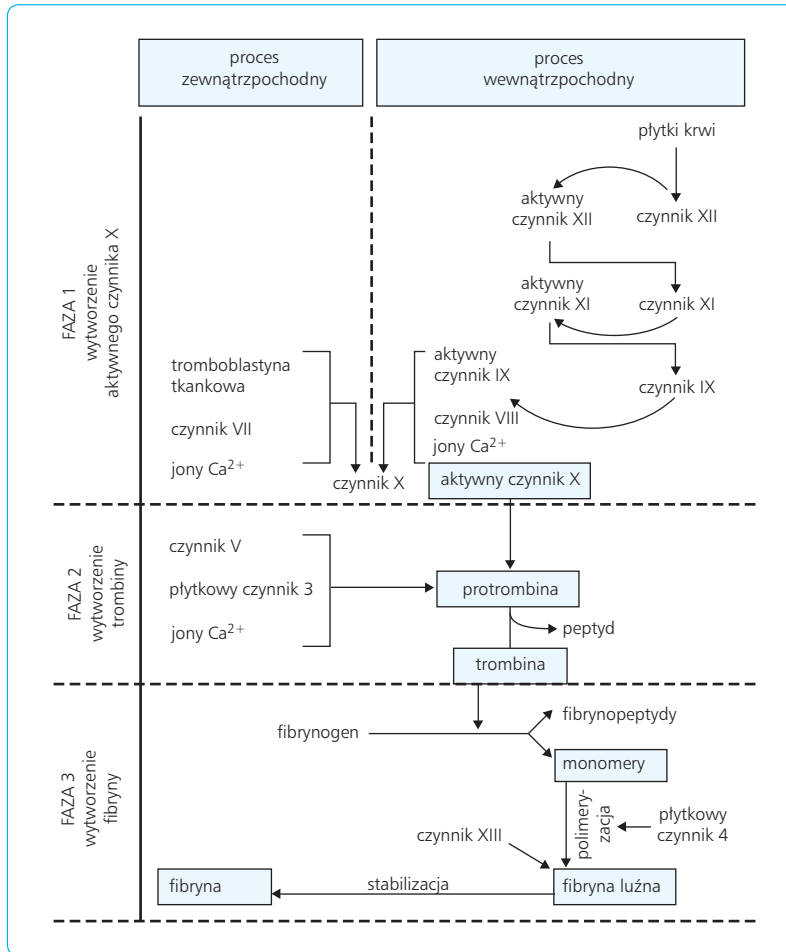 proces
zewnątrzpochodny
proces
wewnątrzpochodny
FAZA 1
wytworzenie
aktywnego czynnika X
płytki krwi
aktywny
czynnik XII
czynnik XII
aktywny
czynnik XI
czynnik XI
tromboblastyna
tkankowa
czynnik VII
jony Ca2+
aktywny
czynnik IX
czynnik VIII
jony Ca2+
czynnik IX
czynnik X
aktywny czynnik X
FAZA 2
wytworzenie
trombiny
czynnik V
płytkowy czynnik 3
jony Ca2+
protrombina
peptyd
trombina
FAZA 3
wytworzenie
fibryny
fibrynogen
fibrynopeptydy
monomery
polimery-
zacja
płytkowy
czynnik 4
czynnik XIII
fibryna
stabilizacja
fibryna luźna